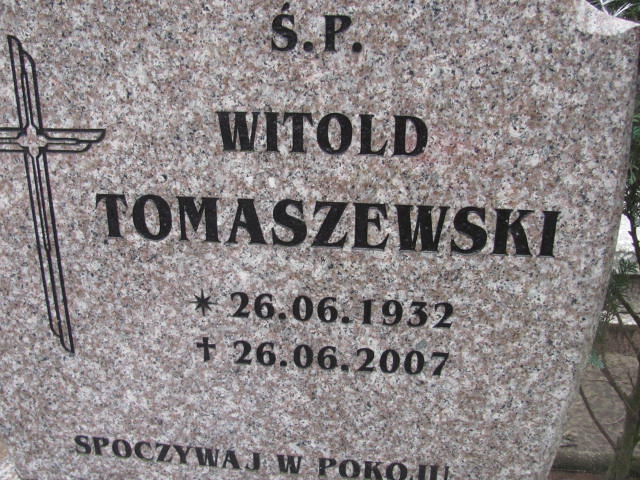 Ś.P.
WITOLD
TOMASZEWSKI
* 26.06.1932
† 26.06.2007
SPOCZYWAJ W POKOJU!